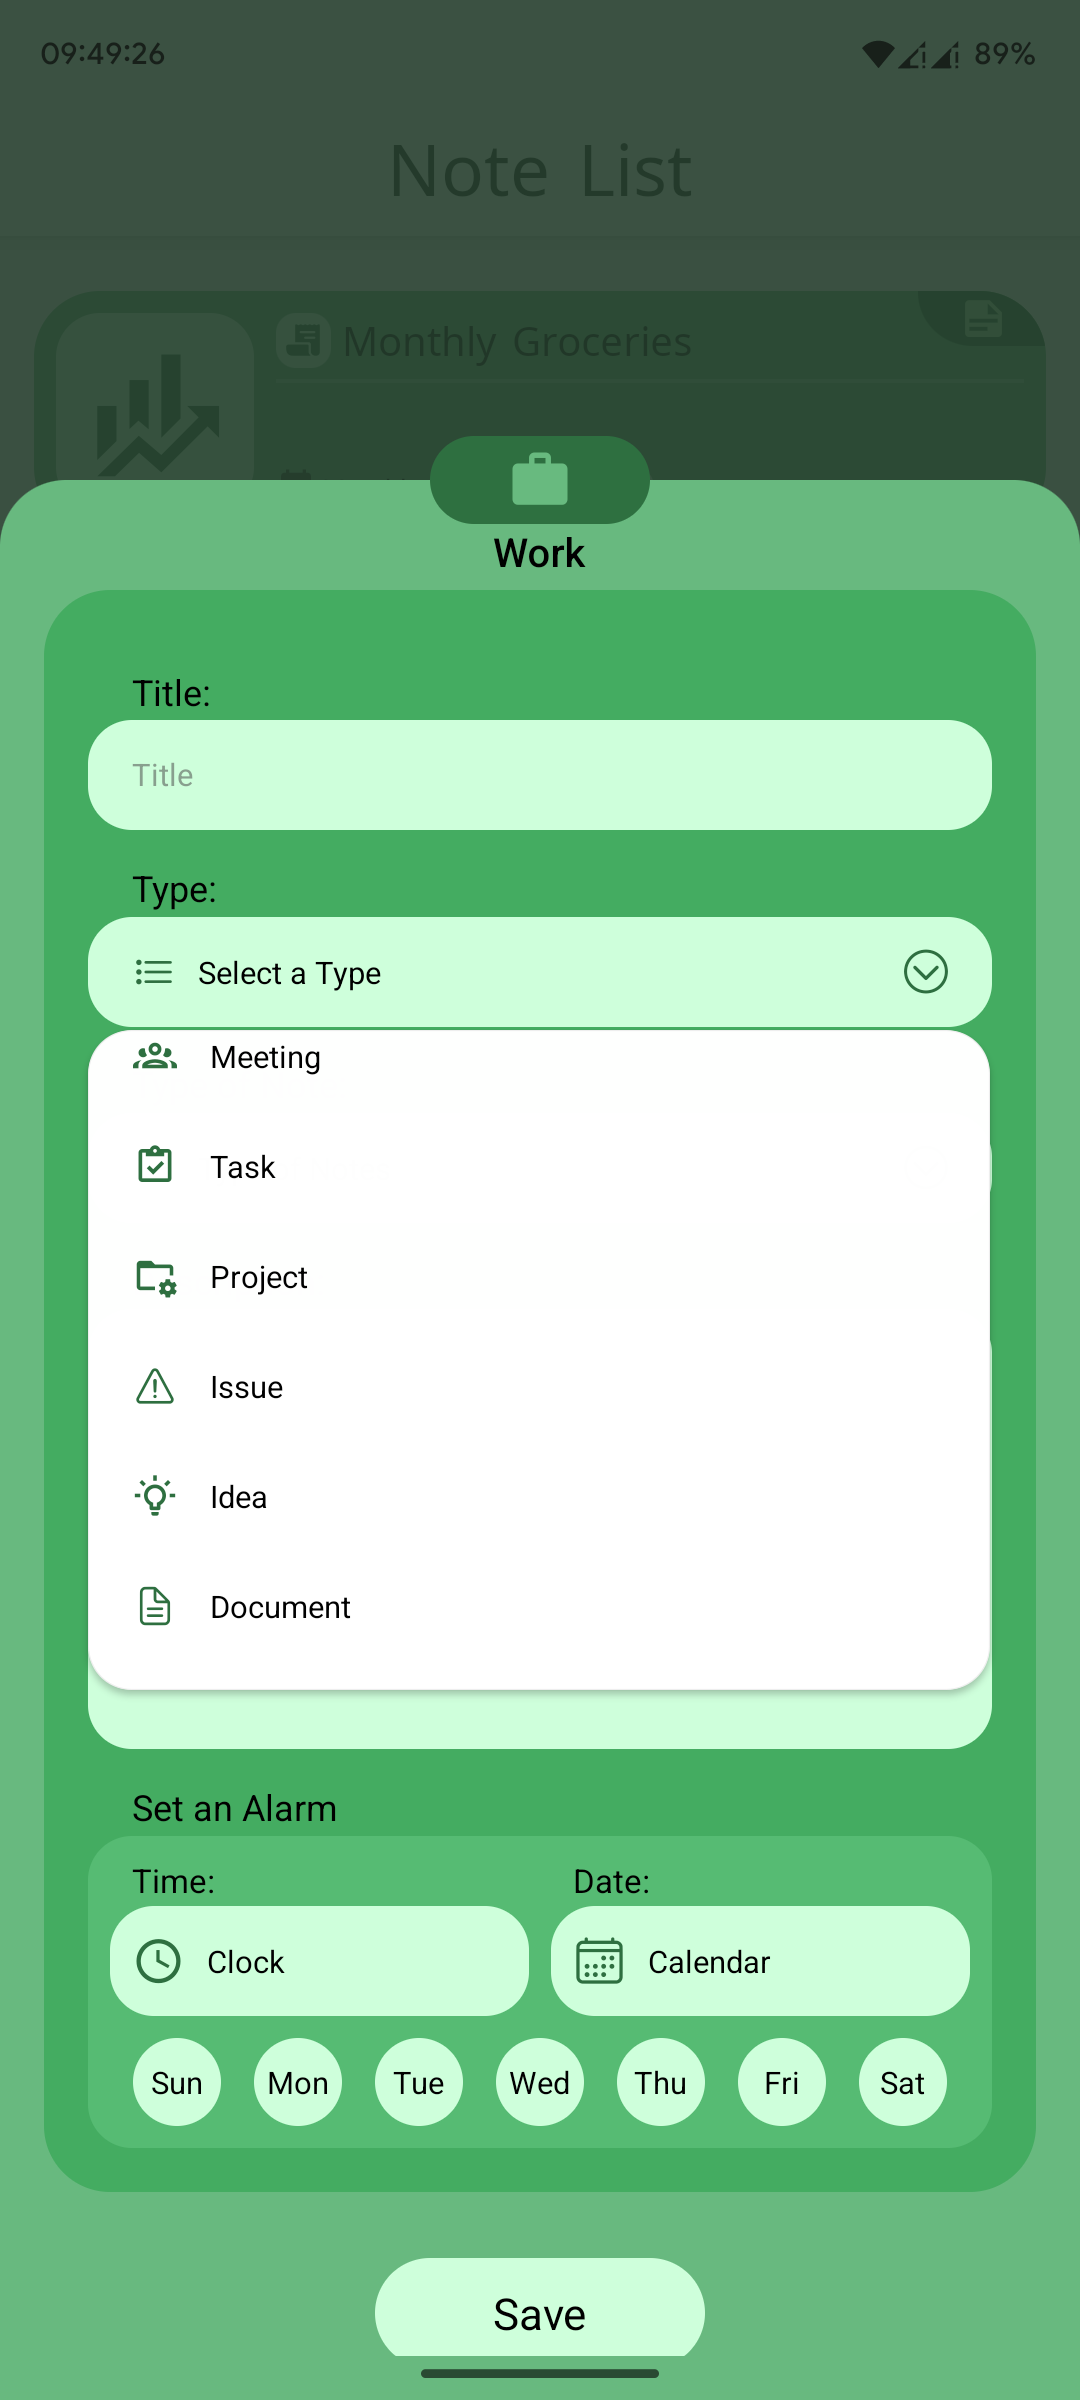 09:49:26 89%
Note List
Monthly Groceries
Work
Title:
Title
Type:
Select a Type
Meeting
Task
Project
Issue
Idea
Document
Set an Alarm
Time: Date:
Clock Calendar
Sun Mon Tue Wed Thu Fri Sat
Save